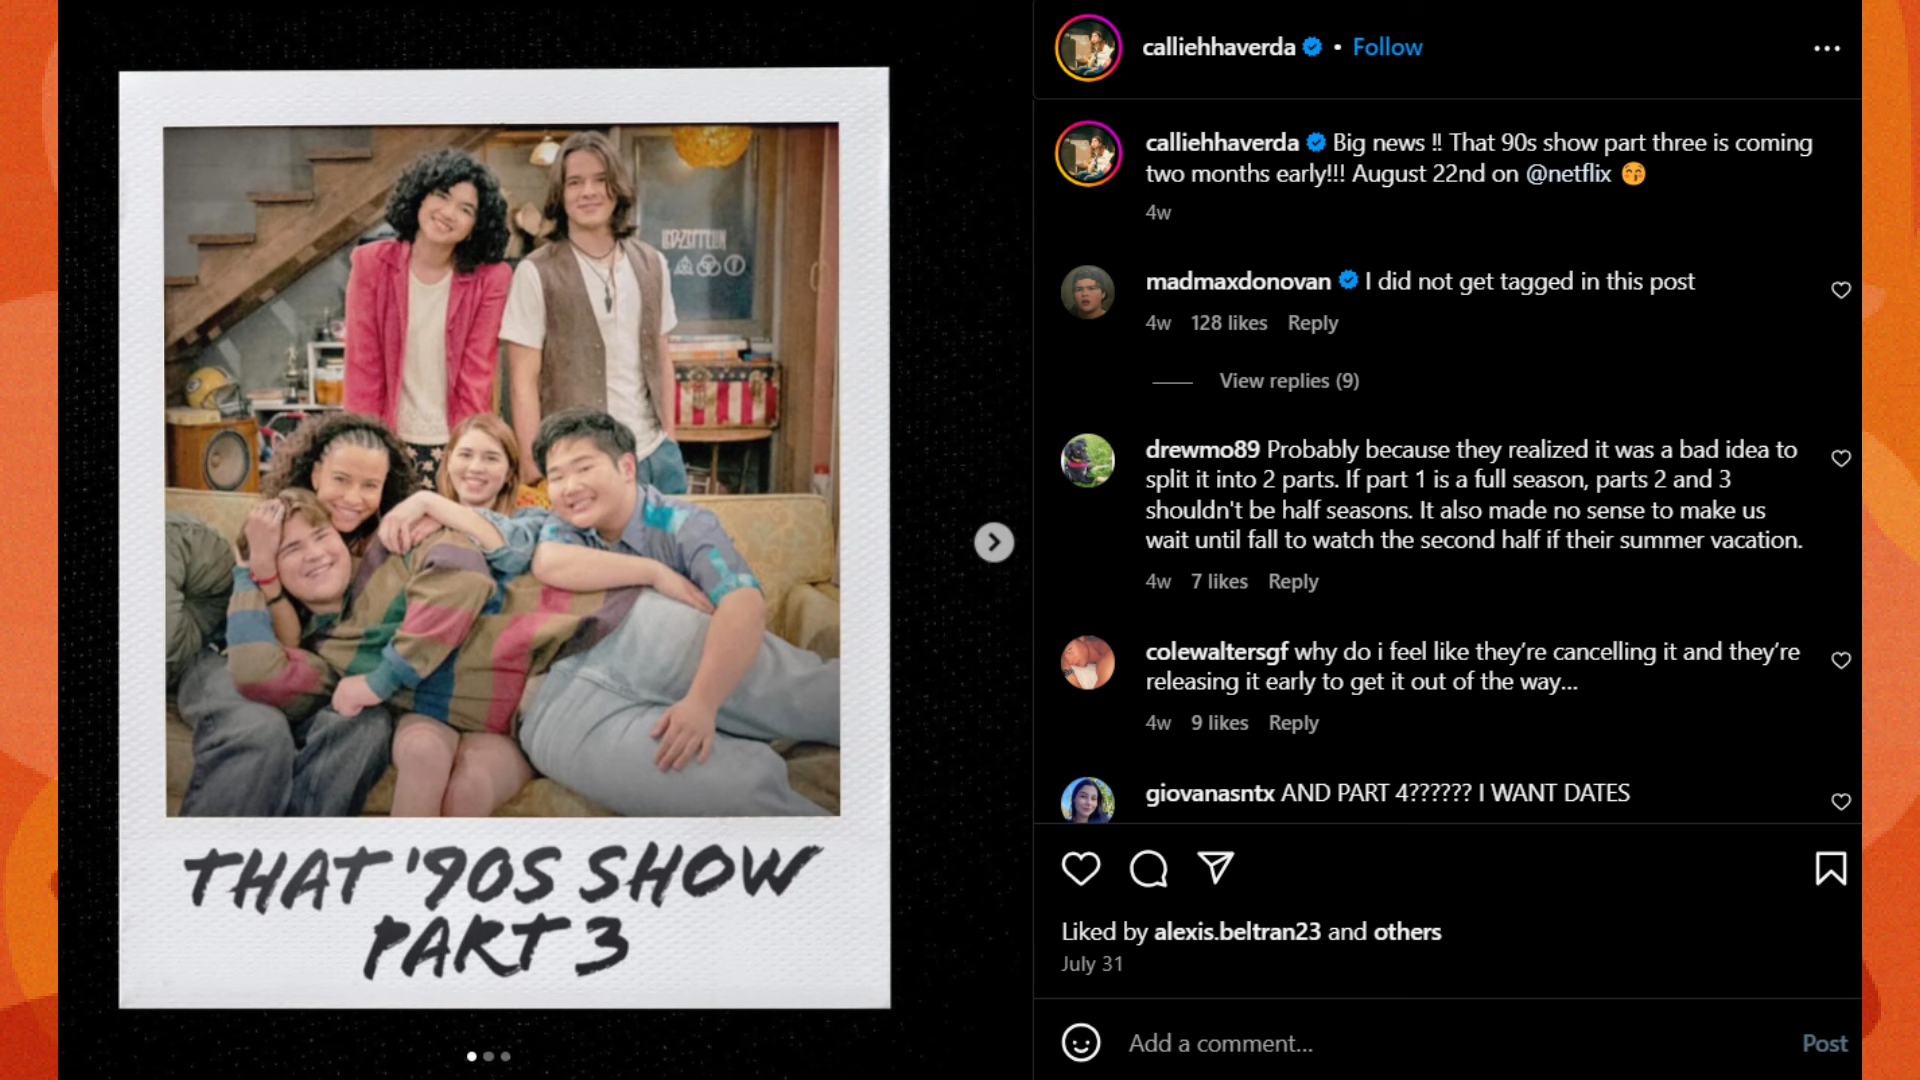 LED-ZEPPELIN
THAT '90S SHOW
PART 3
calliehhaverda • Follow
calliehhaverda Big news !! That 90s show part three is coming
two months early!!! August 22nd on @netflix 😚
4w
madmaxdonovan I did not get tagged in this post
4w 128 likes Reply
View replies (9)
drewmo89 Probably because they realized it was a bad idea to
split it into 2 parts. If part 1 is a full season, parts 2 and 3
shouldn't be half seasons. It also made no sense to make us
wait until fall to watch the second half if their summer vacation.
4w 7 likes Reply
colewaltersgf why do i feel like they’re cancelling it and they’re
releasing it early to get it out of the way...
4w 9 likes Reply
giovanasntx AND PART 4?????? I WANT DATES
Liked by alexis.beltran23 and others
July 31
Add a comment...
Post